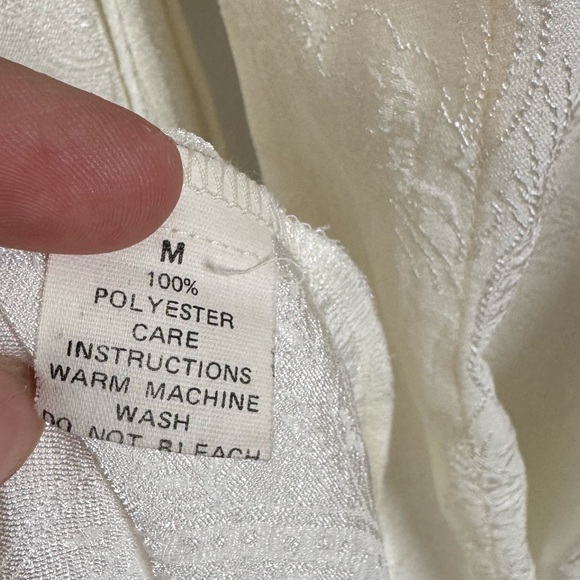 M
100%
POLYESTER
CARE
INSTRUCTIONS
WARM MACHINE
WASH
DO NOT BLEACH